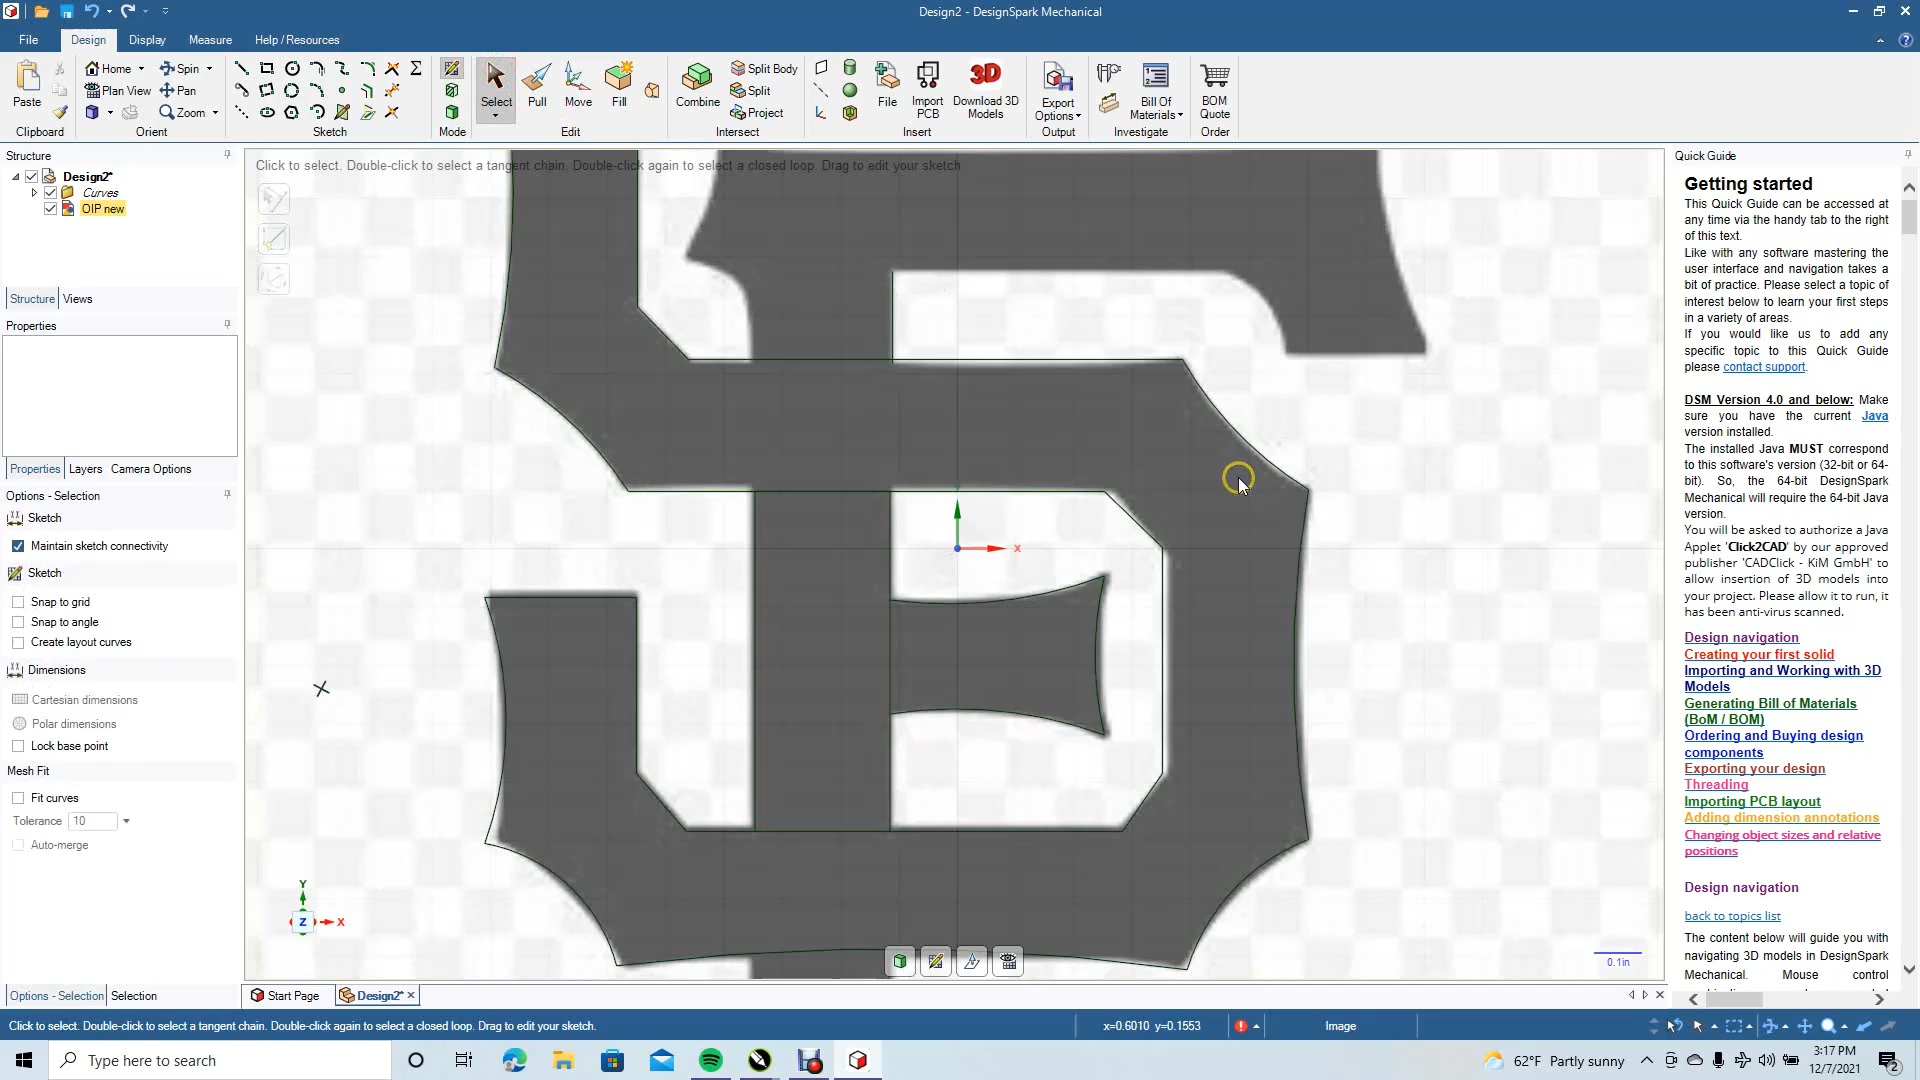 Design2 - DesignSpark Mechanical
File Design Display Measure Help / Resources
Paste
Clipboard
Home Spin
Plan View Pan
Zoom
Orient
Sketch
Mode
Select Pull Move Fill
Edit
Combine
Split Body
Split
Project
Intersect
File
Import PCB
3D
Download 3D Models
Insert
Export Options
Output
Bill Of Materials
Investigate
BOM Quote
Order
Structure
Design2*
Curves
OIP new
Structure Views
Properties
Properties Layers Camera Options
Options - Selection
Sketch
Maintain sketch connectivity
Sketch
Snap to grid
Snap to angle
Create layout curves
Dimensions
Cartesian dimensions
Polar dimensions
Lock base point
Mesh Fit
Fit curves
Tolerance 10
Auto-merge
Options - Selection Selection
Click to select. Double-click to select a tangent chain. Double-click again to select a closed loop. Drag to edit your sketch
X
Y
Z X
0.1in
Start Page Design2*
Quick Guide
Getting started
This Quick Guide can be accessed at
any time via the handy tab to the right
of this text.
Like with any software mastering the
user interface and navigation takes a
bit of practice. Please select a topic of
interest below to learn your first steps
in a variety of areas.
If you would like us to add any
specific topic to this Quick Guide
please contact support.
DSM Version 4.0 and below: Make
sure you have the current Java
version installed.
The installed Java MUST correspond
to this software's version (32-bit or 64-
bit). So, the 64-bit DesignSpark
Mechanical will require the 64-bit Java
version.
You will be asked to authorize a Java
Applet 'Click2CAD' by our approved
publisher 'CADClick - KiM GmbH' to
allow insertion of 3D models into
your project. Please allow it to run, it
has been anti-virus scanned.
Design navigation
Creating your first solid
Importing and Working with 3D
Models
Generating Bill of Materials
(BoM / BOM)
Ordering and Buying design
components
Exporting your design
Threading
Importing PCB layout
Adding dimension annotations
Changing object sizes and relative
positions
Design navigation
back to topics list
The content below will guide you with
navigating 3D models in DesignSpark
Mechanical. Mouse control
Click to select. Double-click to select a tangent chain. Double-click again to select a closed loop. Drag to edit your sketch.
x=0.6010 y=0.1553
Image
Type here to search
62°F Partly sunny
3:17 PM
12/7/2021
2